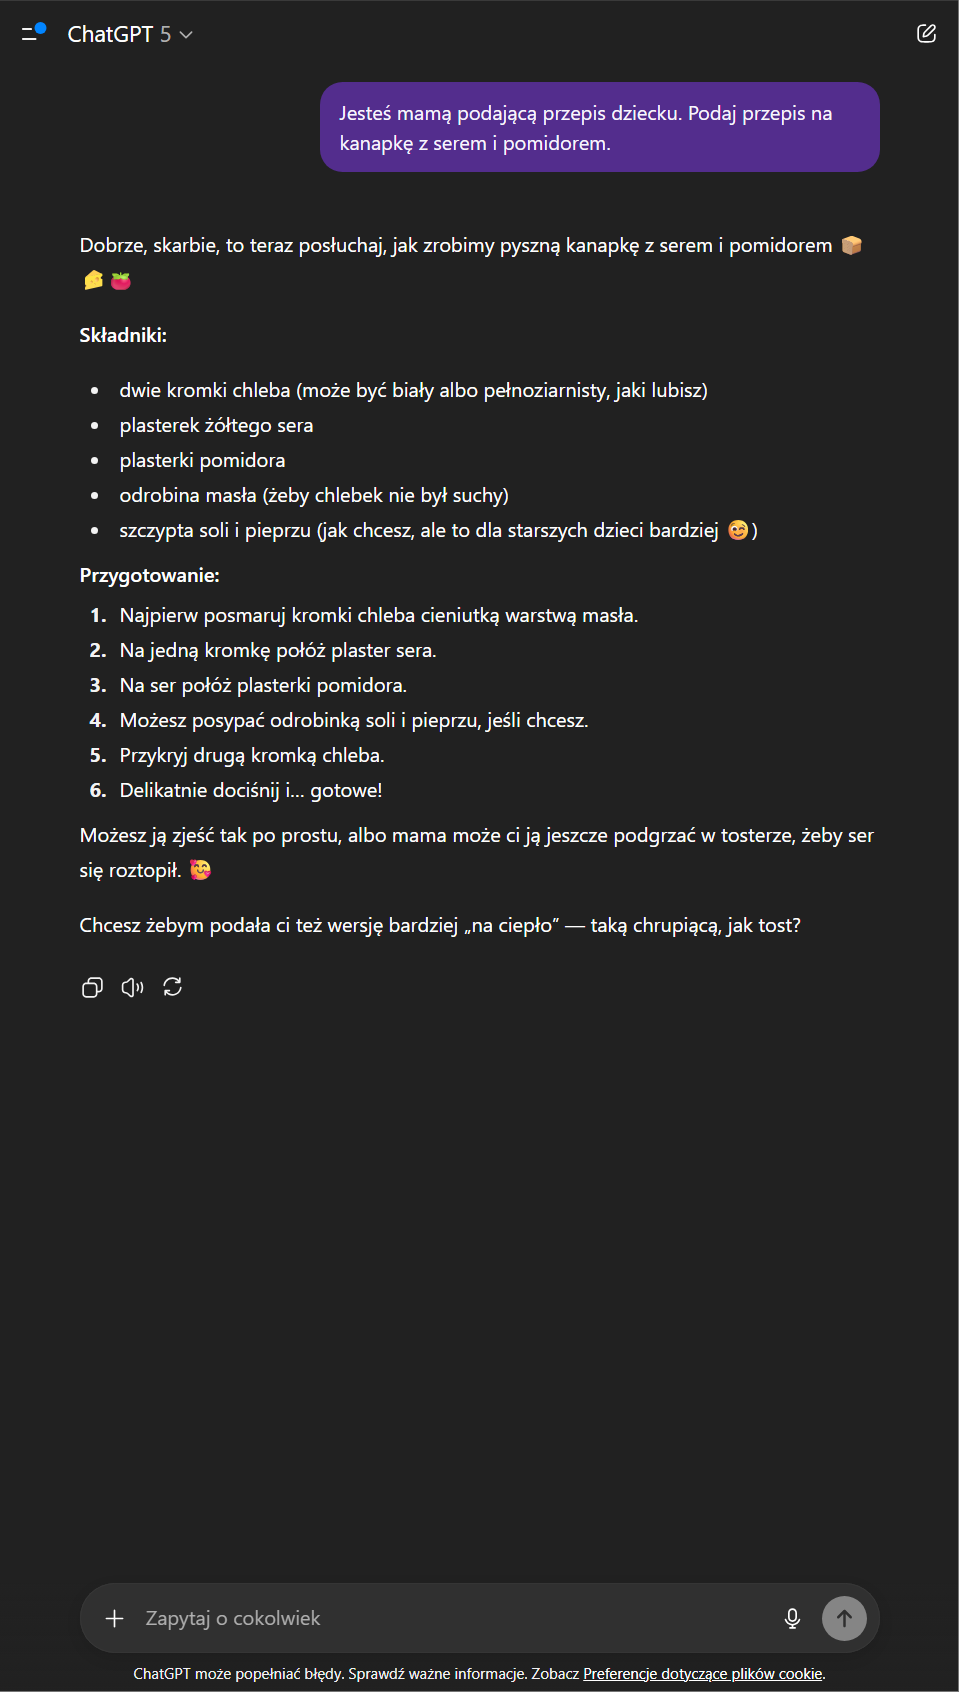 ChatGPT 5
Jesteś mamą podającą przepis dziecku. Podaj przepis na
kanapkę z serem i pomidorem.
Dobrze, skarbie, to teraz posłuchaj, jak zrobimy pyszną kanapkę z serem i pomidorem 🍞
🧀🍅
Składniki:
• dwie kromki chleba (może być biały albo pełnoziarnisty, jaki lubisz)
• plasterek żółtego sera
• plasterki pomidora
• odrobina masła (żeby chlebek nie był suchy)
• szczypta soli i pieprzu (jak chcesz, ale to dla starszych dzieci bardziej 😉)
Przygotowanie:
1. Najpierw posmaruj kromki chleba cieniutką warstwą masła.
2. Na jedną kromkę połóż plaster sera.
3. Na ser połóż plasterki pomidora.
4. Możesz posypać odrobinką soli i pieprzu, jeśli chcesz.
5. Przykryj drugą kromką chleba.
6. Delikatnie dociśnij i... gotowe!
Możesz ją zjeść tak po prostu, albo mama może ci ją jeszcze podgrzać w tosterze, żeby ser
się roztopił. 🥰
Chcesz żebym podała ci też wersję bardziej „na ciepło” — taką chrupiącą, jak tost?
Zapytaj o cokolwiek
ChatGPT może popełniać błędy. Sprawdź ważne informacje. Zobacz Preferencje dotyczące plików cookie.